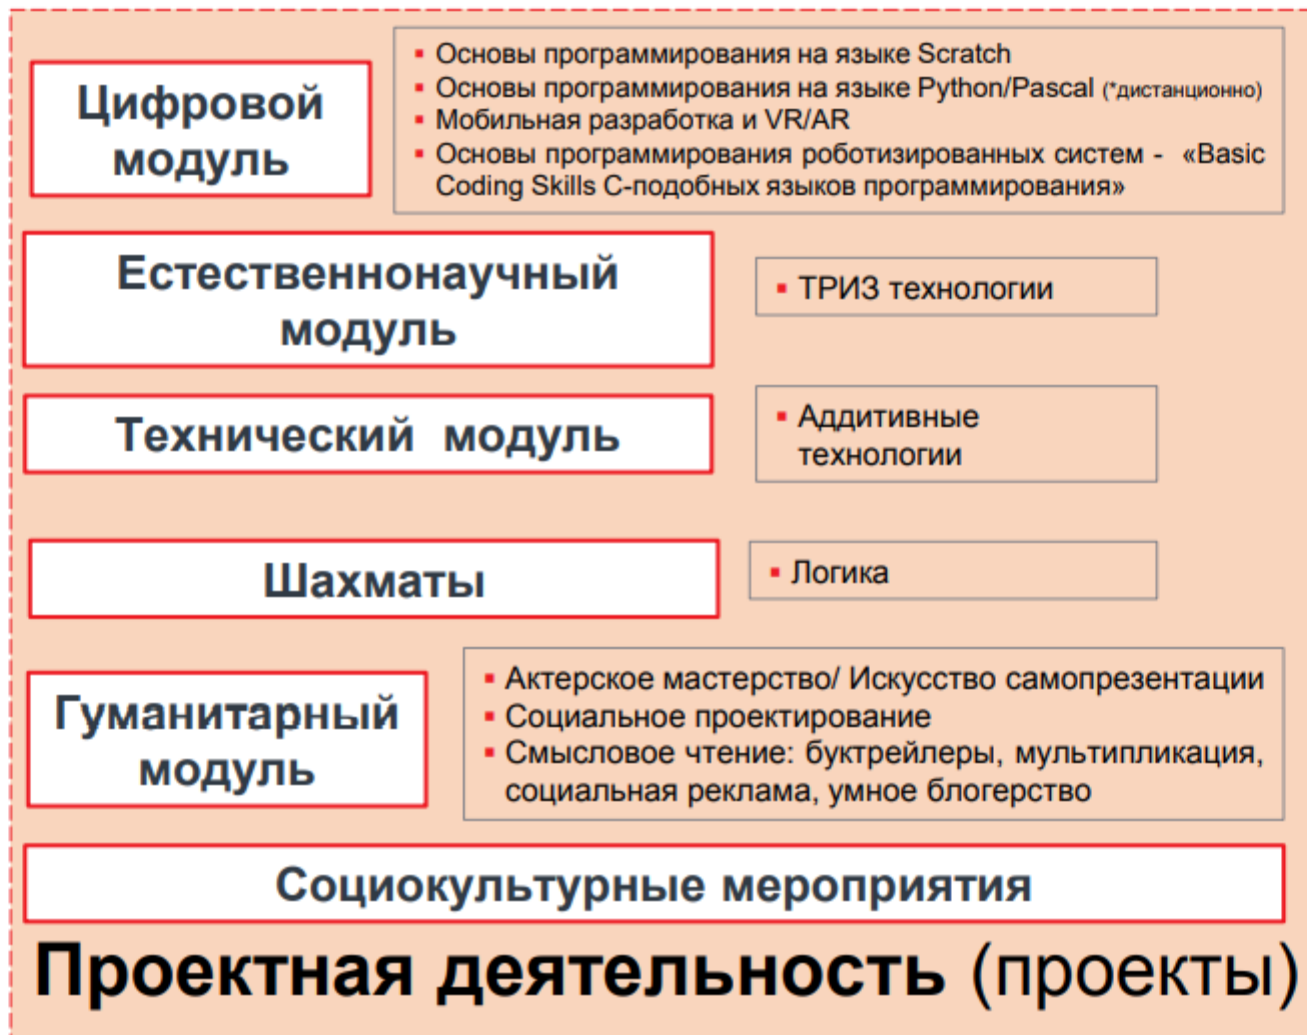 Цифровой
модуль
▪ Основы программирования на языке Scratch
▪ Основы программирования на языке Python/Pascal (*дистанционно)
▪ Мобильная разработка и VR/AR
▪ Основы программирования роботизированных систем - «Basic
Coding Skills С-подобных языков программирования»
Естественнонаучный
модуль
▪ ТРИЗ технологии
Технический модуль
▪ Аддитивные
технологии
Шахматы
▪ Логика
Гуманитарный
модуль
▪ Актерское мастерство/ Искусство самопрезентации
▪ Социальное проектирование
▪ Смысловое чтение: буктрейлеры, мультипликация,
социальная реклама, умное блогерство
Социокультурные мероприятия
Проектная деятельность (проекты)